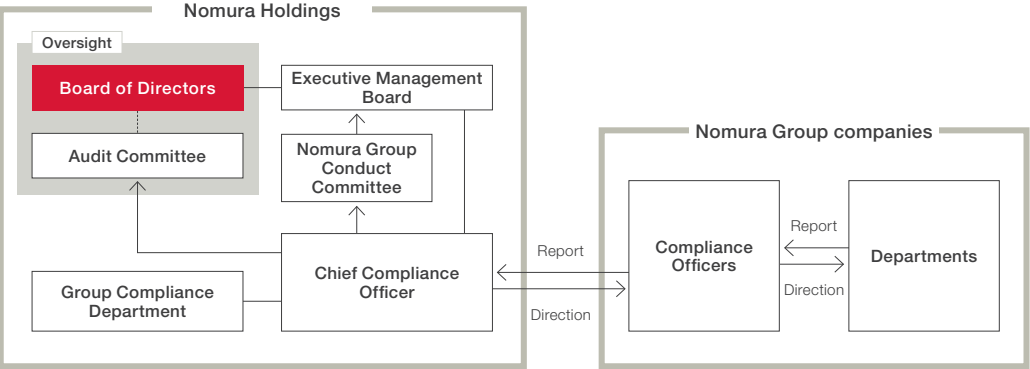 Nomura Holdings
Oversight
Board of Directors
Executive Management
Board
Audit Committee
Nomura Group
Conduct
Committee
Chief Compliance
Officer
Group Compliance
Department
Report
Direction
Nomura Group companies
Compliance
Officers
Report
Direction
Departments